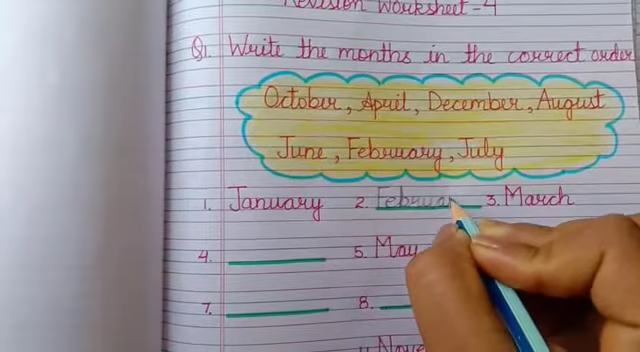 Revision Worksheet-4
Q1. Write the months in the correct order
October, April, December, August
June, February, July
1. January 2. Februa 3. March
4. 5. May
7. 8.